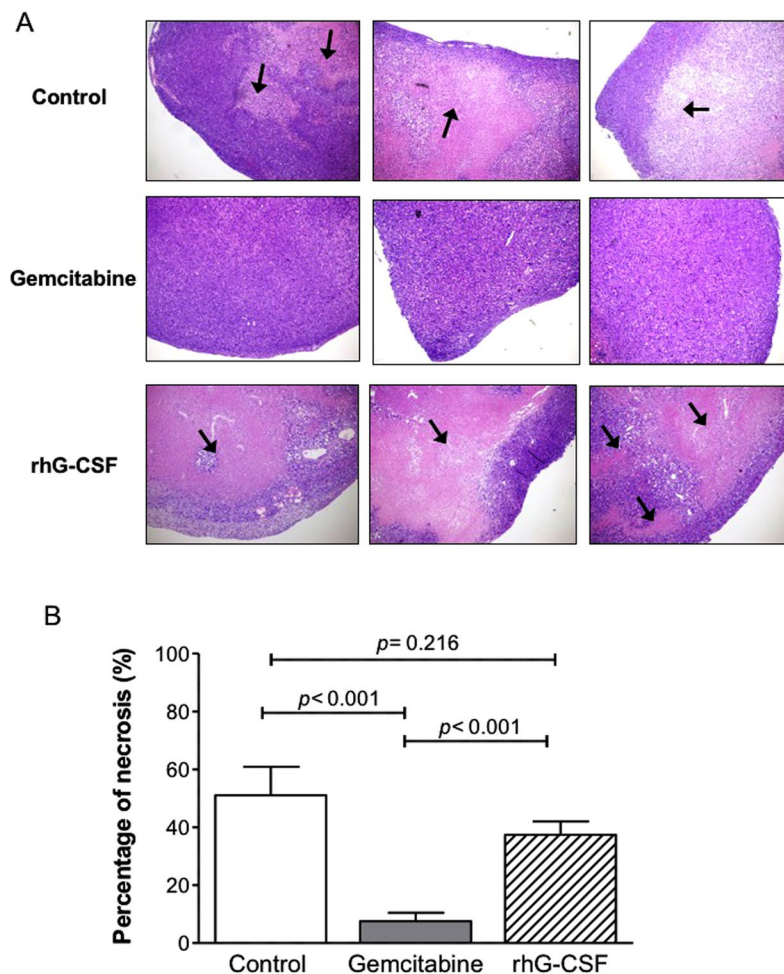 A
Control
Gemcitabine
rhG-CSF
B
Percentage of necrosis (%)
100
80
60
40
20
0
p= 0.216
p< 0.001
p< 0.001
Control Gemcitabine rhG-CSF